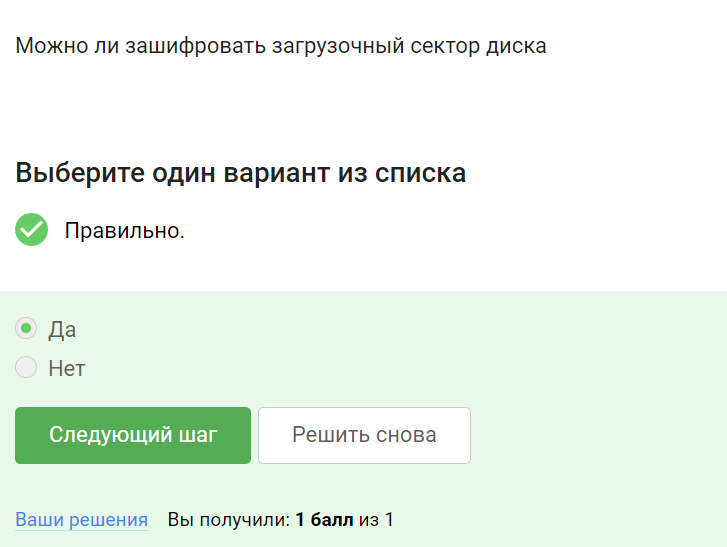 Можно ли зашифровать загрузочный сектор диска
Выберите один вариант из списка
Правильно.
Да
Нет
Следующий шаг Решить снова
Ваши решения Вы получили: 1 балл из 1